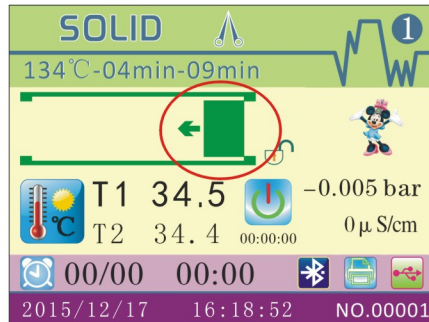 SOLID
1
134℃-04min-09min
T1 34.5
-0.005 bar
℃
T2 34.4
00:00:00
0μS/cm
00/00 00:00
2015/12/17 16:18:52 NO.00001